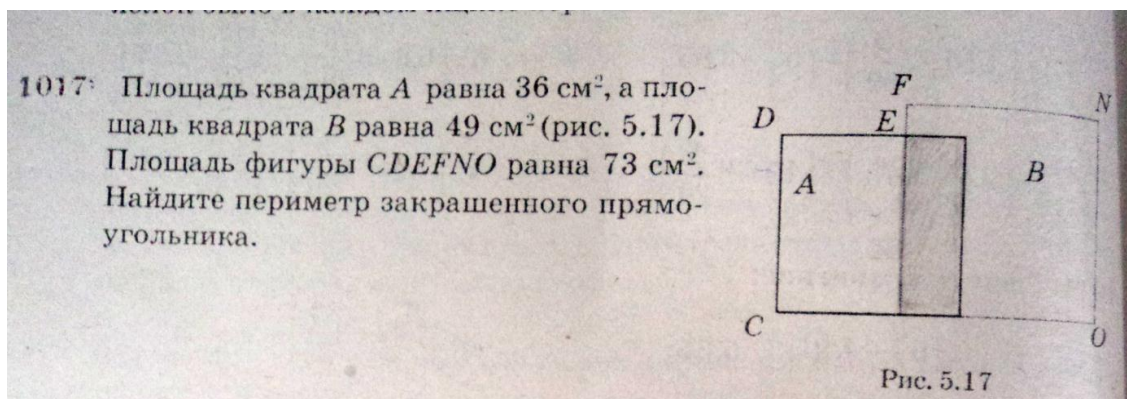 1017. Площадь квадрата A равна 36 см², а пло-
щадь квадрата B равна 49 см² (рис. 5.17).
Площадь фигуры CDEFNO равна 73 см².
Найдите периметр закрашенного прямо-
угольника.
F
N
D
E
A
B
C
O
Рис. 5.17